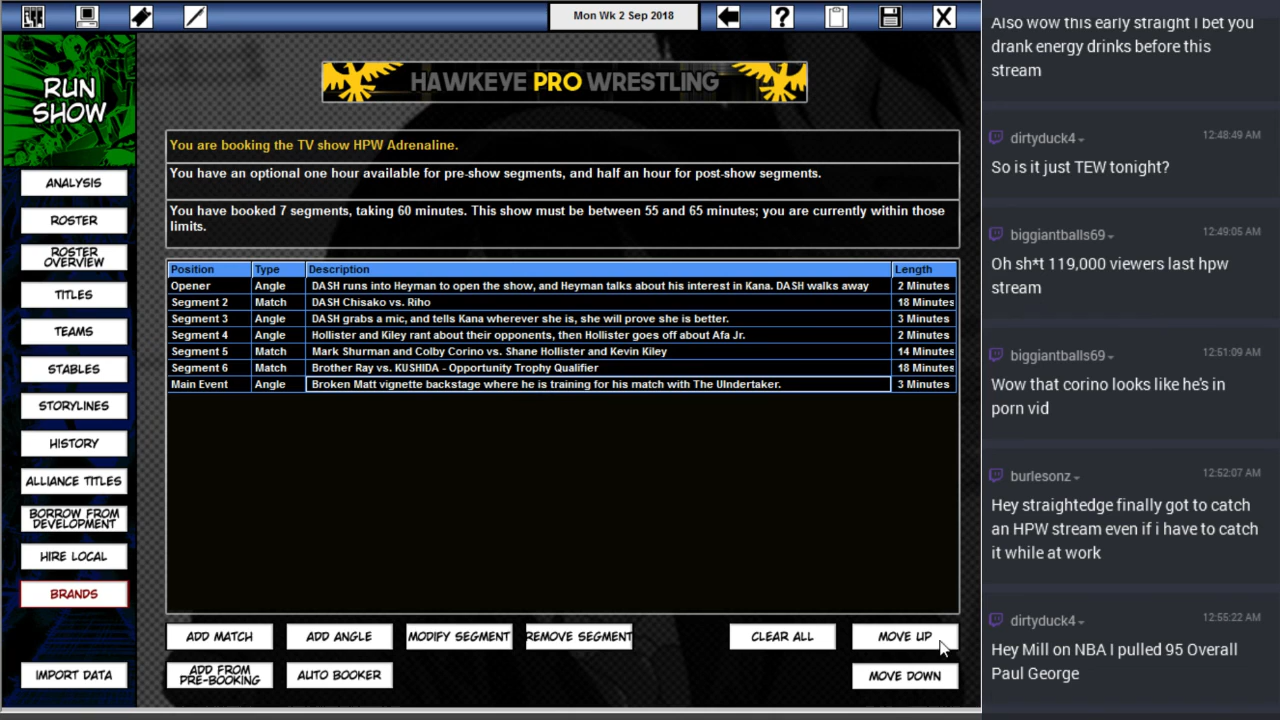 Mon Wk 2 Sep 2018
?
X
RUN
SHOW
HAWKEYE PRO WRESTLING
You are booking the TV show HPW Adrenaline.
You have an optional one hour available for pre-show segments, and half an hour for post-show segments.
You have booked 7 segments, taking 60 minutes. This show must be between 55 and 65 minutes; you are currently within those
limits.
ANALYSIS
ROSTER
ROSTER
OVERVIEW
TITLES
TEAMS
STABLES
STORYLINES
HISTORY
ALLIANCE TITLES
BORROW FROM
DEVELOPMENT
HIRE LOCAL
BRANDS
IMPORT DATA
Position Type Description Length
Opener Angle DASH runs into Heyman to open the show, and Heyman talks about his interest in Kana. DASH walks away 2 Minutes
Segment 2 Match DASH Chisako vs. Riho 18 Minutes
Segment 3 Angle DASH grabs a mic, and tells Kana wherever she is, she will prove she is better. 3 Minutes
Segment 4 Angle Hollister and Kiley rant about their opponents, then Hollister goes off about Afa Jr. 2 Minutes
Segment 5 Match Mark Shurman and Colby Corino vs. Shane Hollister and Kevin Kiley 14 Minutes
Segment 6 Match Brother Ray vs. KUSHIDA - Opportunity Trophy Qualifier 18 Minutes
Main Event Angle Broken Matt vignette backstage where he is training for his match with The UIndertaker. 3 Minutes
ADD MATCH ADD ANGLE MODIFY SEGMENT REMOVE SEGMENT CLEAR ALL MOVE UP
ADD FROM
PRE-BOOKING
AUTO BOOKER MOVE DOWN
Also wow this early straight I bet you
drank energy drinks before this
stream
dirtyduck4 12:48:49 AM
So is it just TEW tonight?
biggiantballs69 12:49:05 AM
Oh sh*t 119,000 viewers last hpw
stream
biggiantballs69 12:51:09 AM
Wow that corino looks like he's in
porn vid
burlesonz 12:52:07 AM
Hey straightedge finally got to catch
an HPW stream even if i have to catch
it while at work
dirtyduck4 12:55:22 AM
Hey Mill on NBA I pulled 95 Overall
Paul George